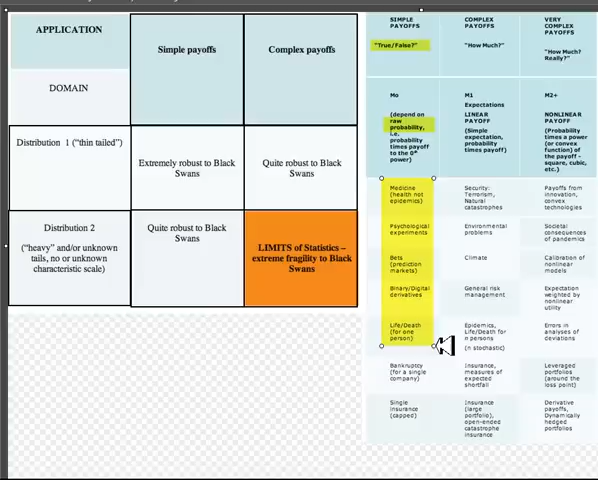 APPLICATION
DOMAIN
Simple payoffs
Complex payoffs
Distribution 1 (“thin tailed”)
Extremely robust to Black
Swans
Quite robust to Black
Swans
Distribution 2
(“heavy” and/or unknown
tails, no or unknown
characteristic scale)
Quite robust to Black
Swans
LIMITS of Statistics –
extreme fragility to Black
Swans
SIMPLE
PAYOFFS
"True/False?"
COMPLEX
PAYOFFS
"How Much?"
VERY
COMPLEX
PAYOFFS
"How Much?
Really?"
Mo
(depend on
raw
probability,
i.e.
probability
times payoff
to the 0th
power)
M1
Expectations
LINEAR
PAYOFF
(Simple
expectation,
probability
times payoff)
M2+
NONLINEAR
PAYOFF
(Probability
times a power
(or convex
function) of
the payoff -
square, cubic,
etc.)
Medicine
(health not
epidemics)
Security:
Terrorism,
Natural
catastrophes
Payoffs from
innovation,
convex
technologies
Psychological
experiments
Environmental
problems
Societal
consequences
of pandemics
Bets
(prediction
markets)
Climate
Calibration of
nonlinear
models
Binary/Digital
derivatives
General risk
management
Expectation
weighted by
nonlinear
utility
Life/Death
(for one
person)
Epidemics,
Life/Death for
n persons
(n stochastic)
Errors in
analyses of
deviations
Bankruptcy
(for a single
company)
Insurance,
measures of
expected
shortfall
Leveraged
portfolios
(around the
loss point)
Single
insurance
(capped)
Insurance
(large
portfolio),
open-ended
catastrophe
insurance
Derivative
payoffs,
Dynamically
hedged
portfolios